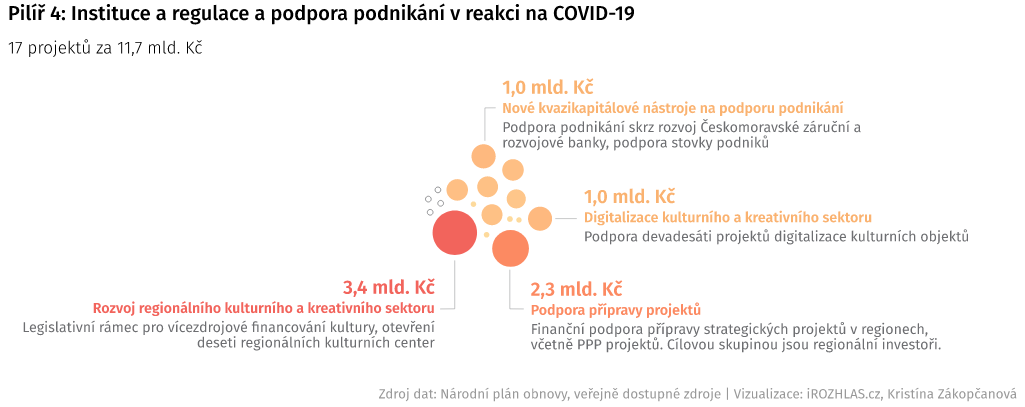 Pilíř 4: Instituce a regulace a podpora podnikání v reakci na COVID-19
17 projektů za 11,7 mld. Kč
1,0 mld. Kč
Nové kvazikapitálové nástroje na podporu podnikání
Podpora podnikání skrz rozvoj Českomoravské záruční a
rozvojové banky, podpora stovky podniků
1,0 mld. Kč
Digitalizace kulturního a kreativního sektoru
Podpora devadesáti projektů digitalizace kulturních objektů
3,4 mld. Kč
Rozvoj regionálního kulturního a kreativního sektoru
Legislativní rámec pro vícezdrojové financování kultury, otevření
deseti regionálních kulturních center
2,3 mld. Kč
Podpora přípravy projektů
Finanční podpora přípravy strategických projektů v regionech,
včetně PPP projektů. Cílovou skupinou jsou regionální investoři.
Zdroj dat: Národní plán obnovy, veřejně dostupné zdroje | Vizualizace: iROZHLAS.cz, Kristína Zákopčanová